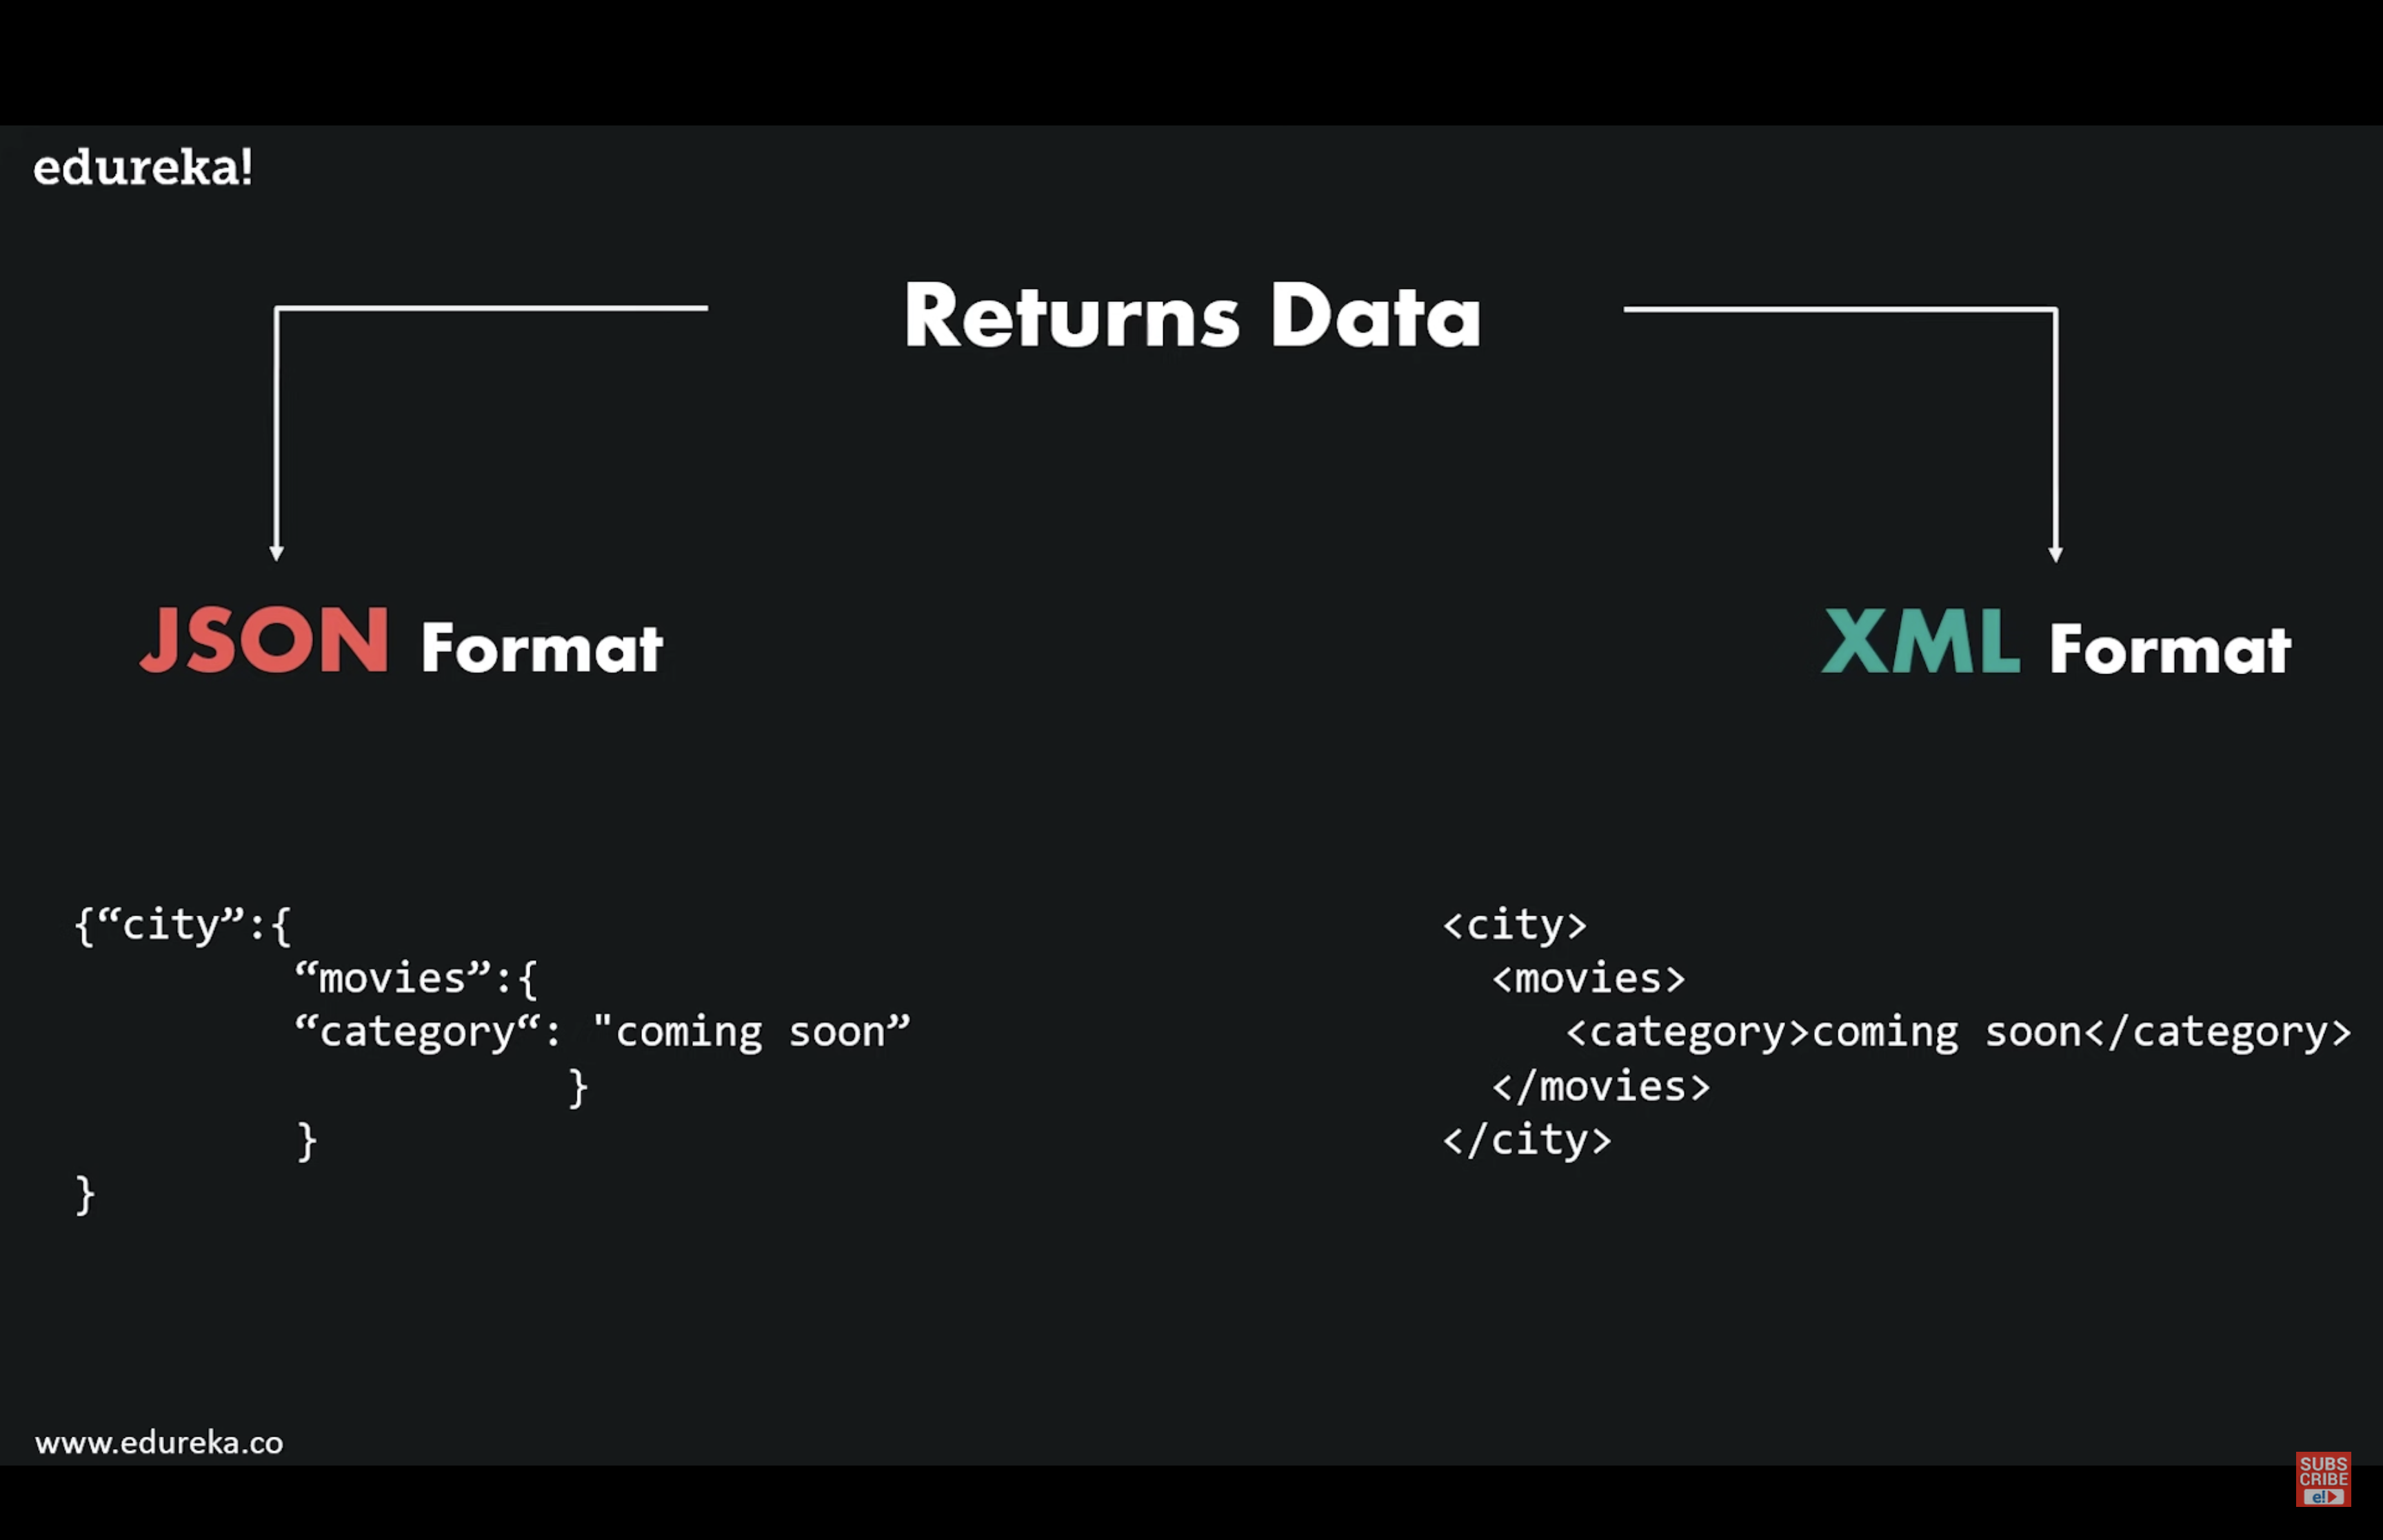 edureka!
Returns Data
JSON Format
XML Format
{“city”:{
“movies”:{
“category“: "coming soon”
}
}
}
<city>
<movies>
<category>coming soon</category>
</movies>
</city>
www.edureka.co
SUBS
CRIBE
e!